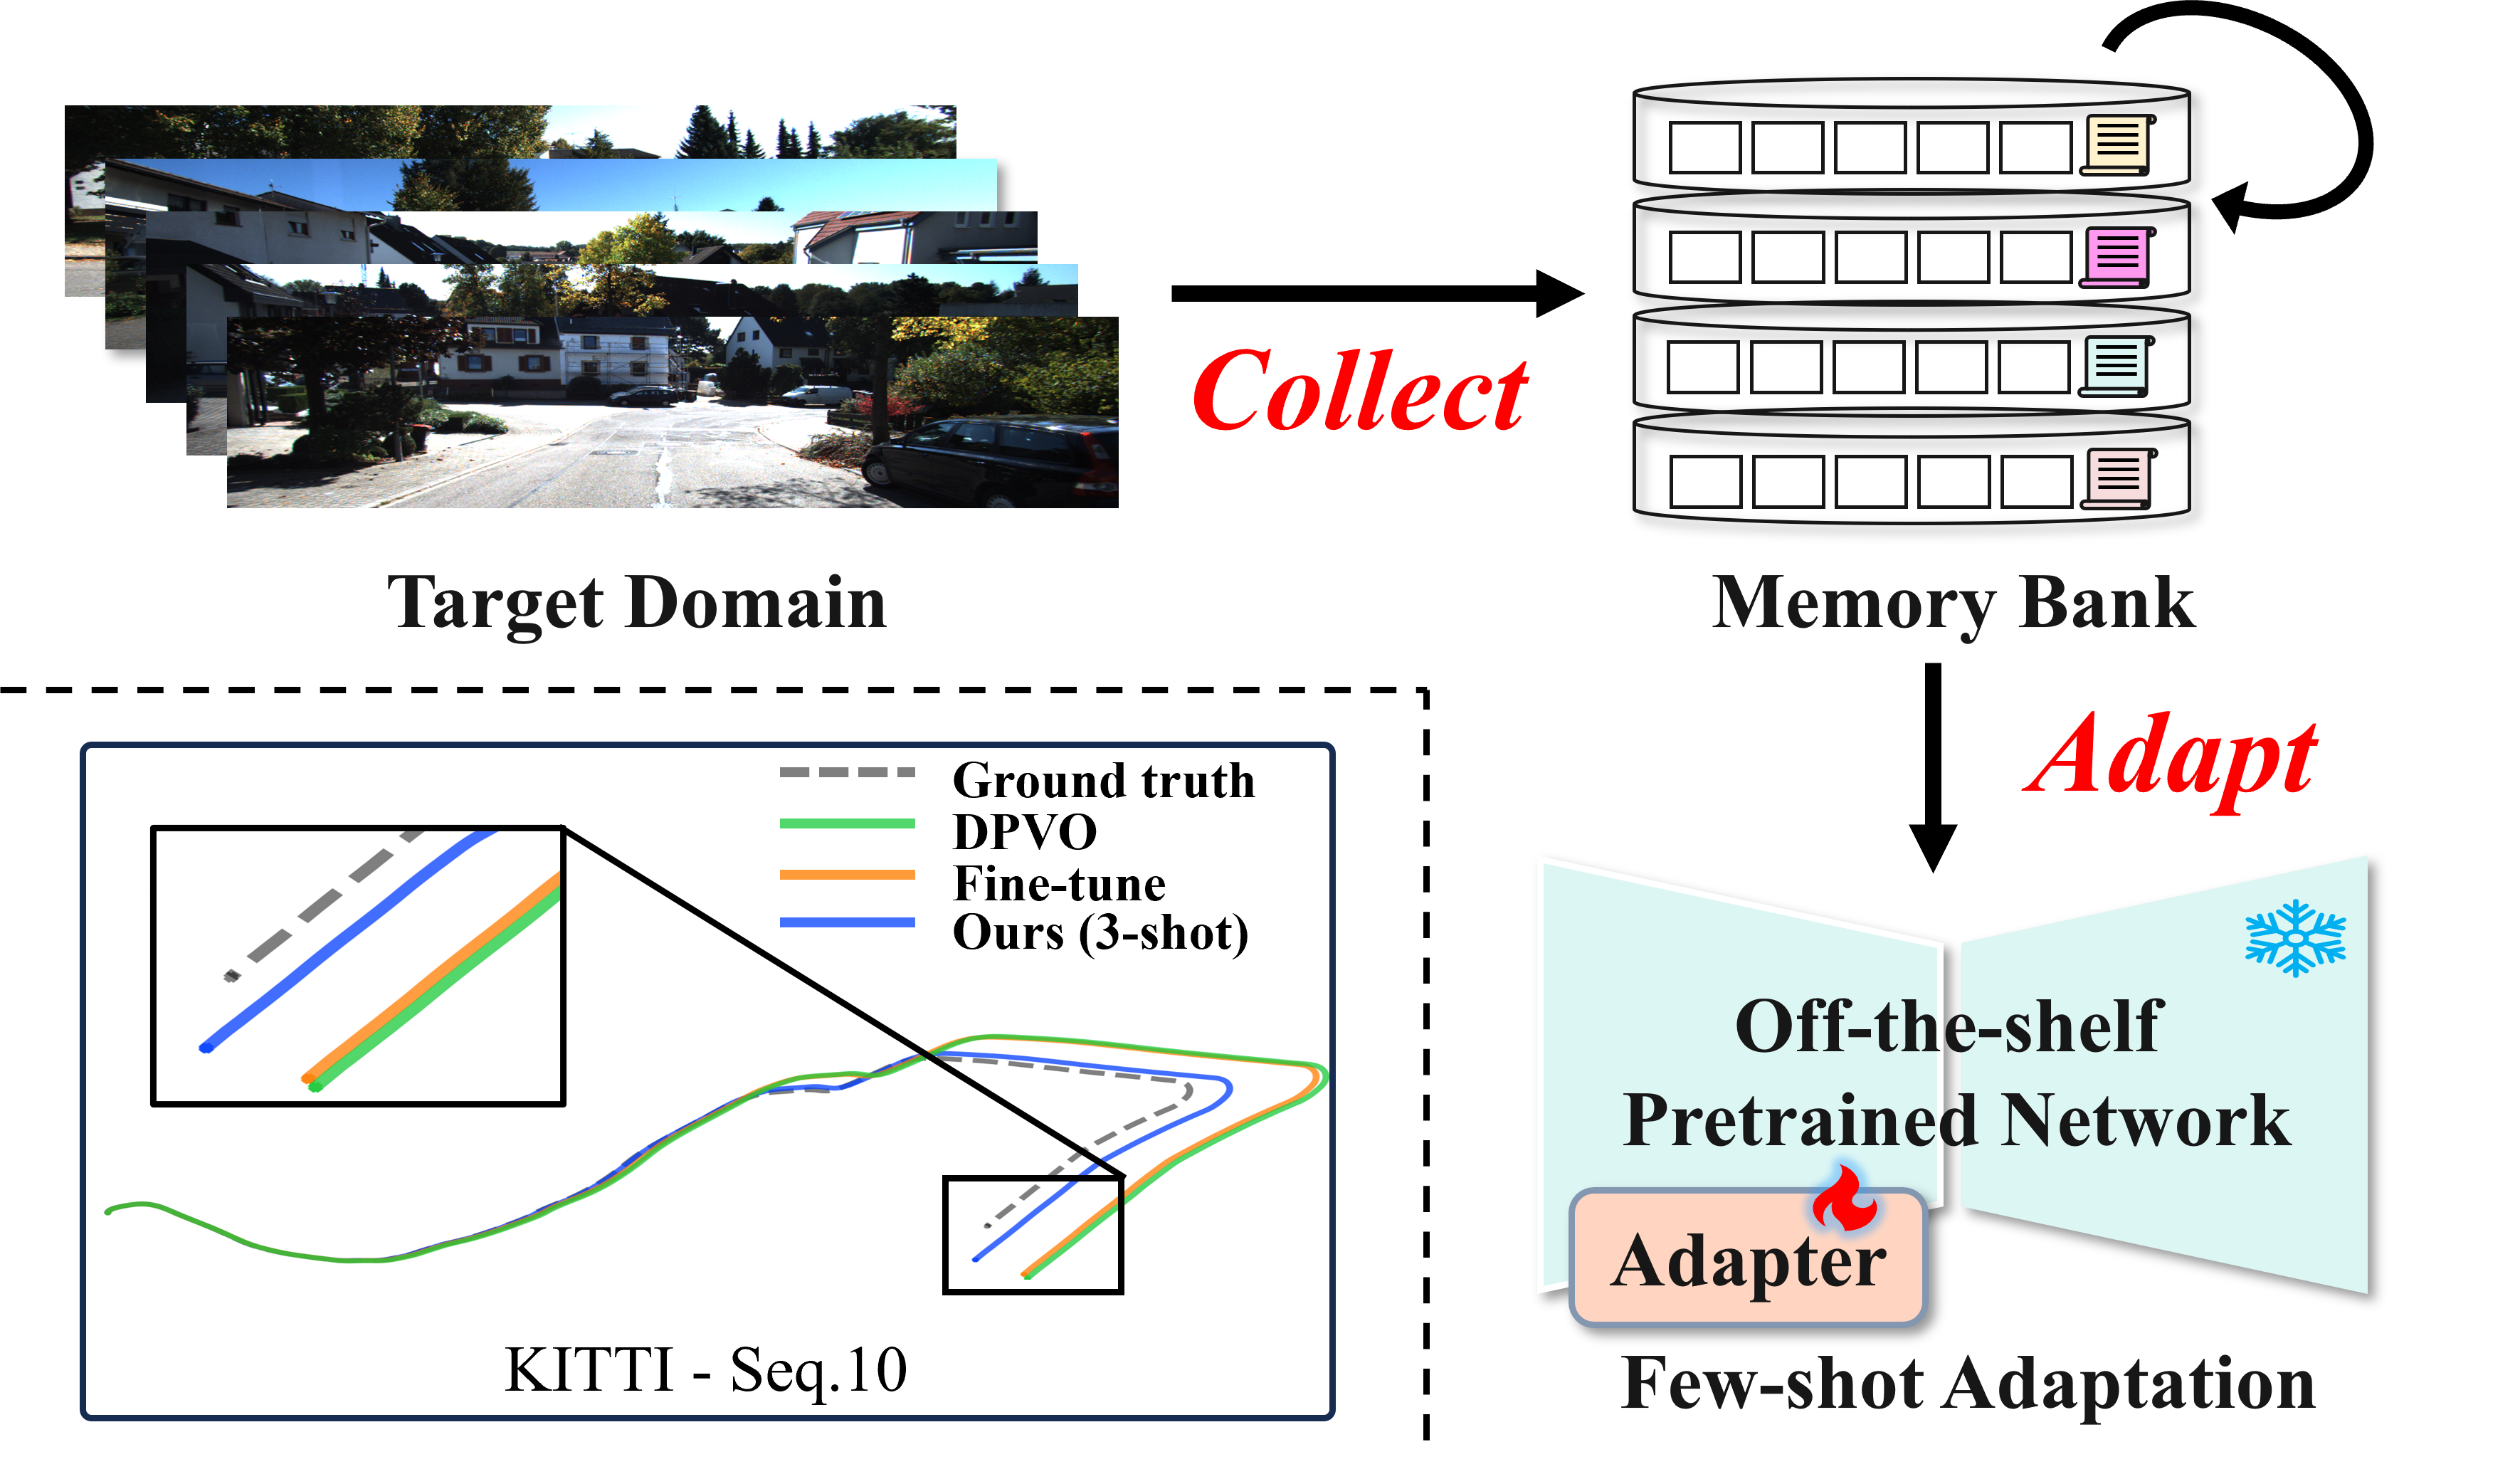 Collect
Target Domain
Memory Bank
Adapt
Ground truth
DPVO
Fine-tune
Ours (3-shot)
KITTI - Seq.10
Off-the-shelf
Pretrained Network
Adapter
Few-shot Adaptation